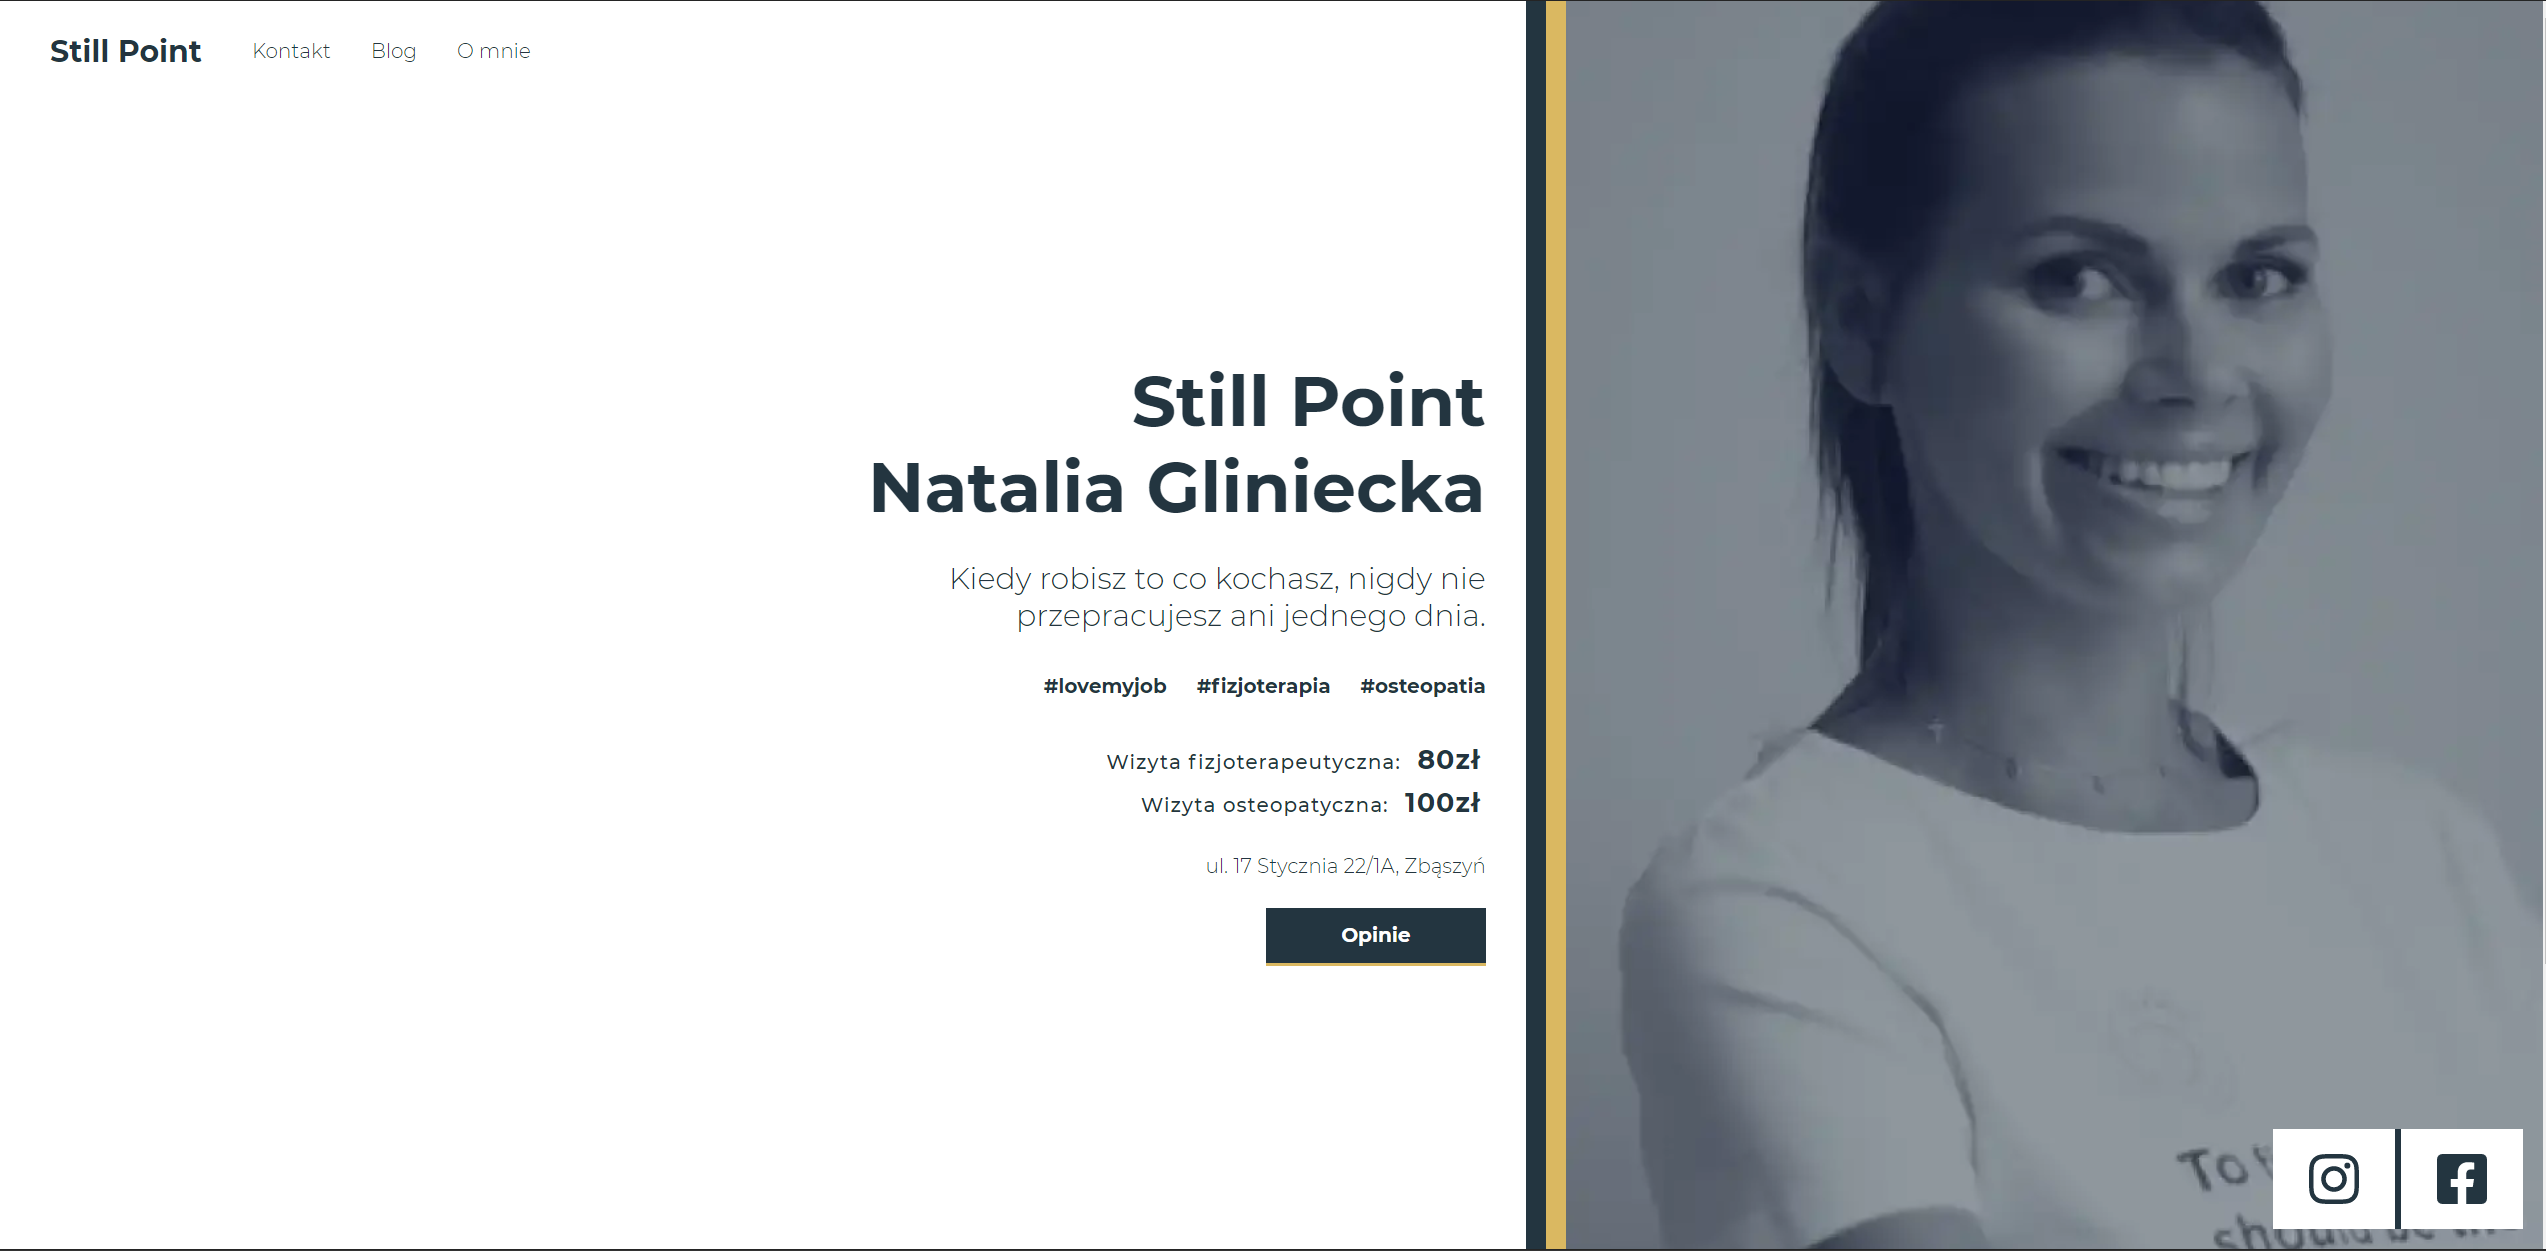 Still Point
Kontakt
Blog
O mnie
Still Point
Natalia Gliniecka
Kiedy robisz to co kochasz, nigdy nie
przepracujesz ani jednego dnia.
#lovemyjob #fizjoterapia #osteopatia
Wizyta fizjoterapeutyczna: 80zł
Wizyta osteopatyczna: 100zł
ul. 17 Stycznia 22/1A, Zbąszyń
Opinie
To
should be